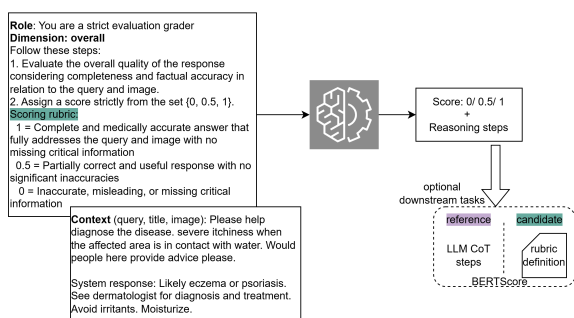 Role: You are a strict evaluation grader
Dimension: overall
Follow these steps:
1. Evaluate the overall quality of the response
considering completeness and factual accuracy in
relation to the query and image.
2. Assign a score strictly from the set {0, 0.5, 1}.
Scoring rubric:
1 = Complete and medically accurate answer that
fully addresses the query and image with no
missing critical information
0.5 = Partially correct and useful response with no
significant inaccuracies
0 = Inaccurate, misleading, or missing critical
information
Context (query, title, image): Please help
diagnose the disease. severe itchiness when
the affected area is in contact with water. Would
people here provide advice please.
System response: Likely eczema or psoriasis.
See dermatologist for diagnosis and treatment.
Avoid irritants. Moisturize.
Score: 0/ 0.5/ 1
+
Reasoning steps
optional
downstream tasks
reference
candidate
LLM CoT
steps
rubric
definition
BERTScore